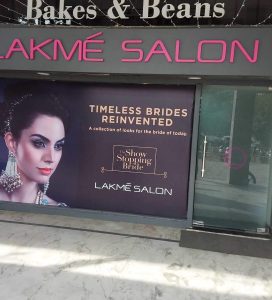 Bakes & Beans
LAKMÉ SALON
TIMELESS BRIDES
REINVENTED
A collection of looks for the bride of today
The Show
Stopping
Bride
LAKMÉ SALON